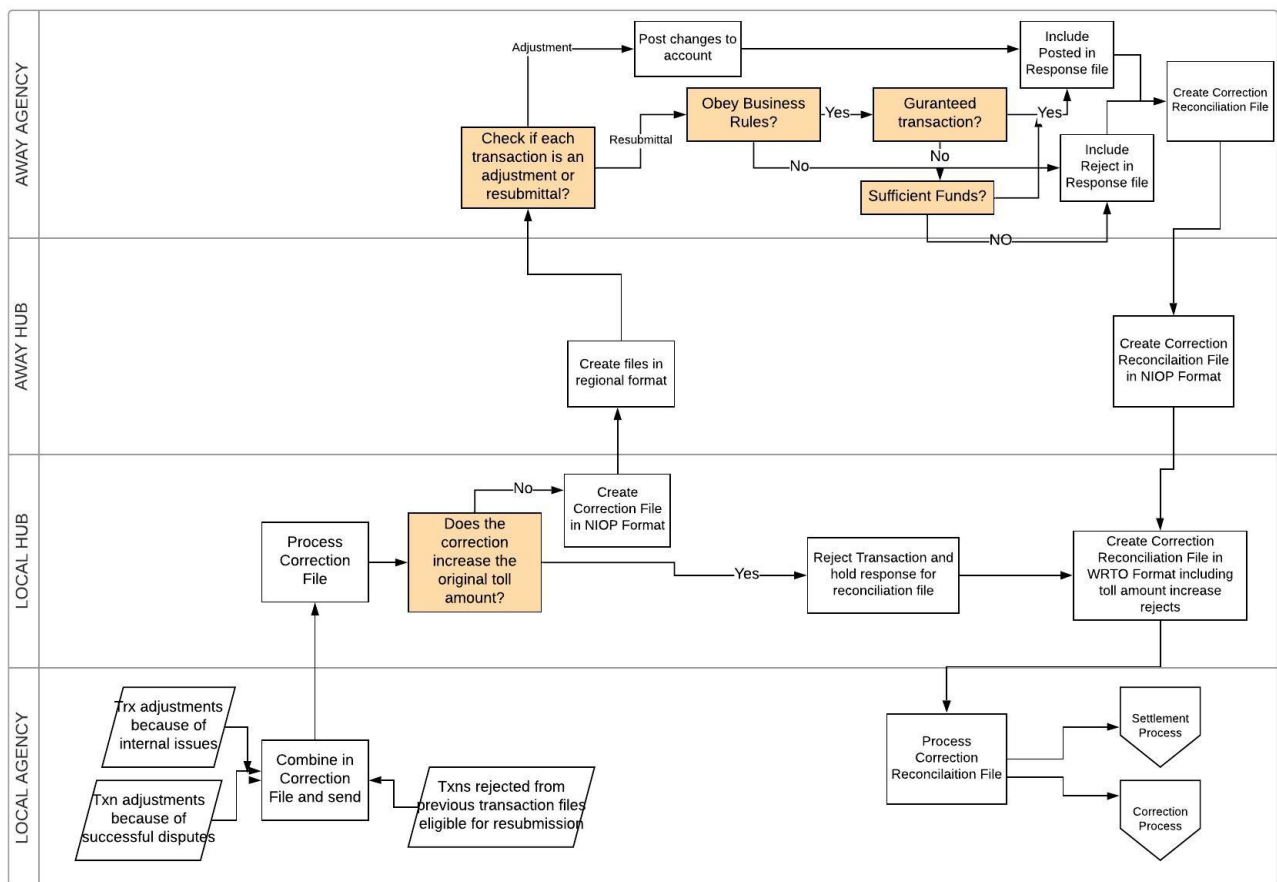 AWAY AGENCY
Adjustment
Post changes to
account
Include
Posted in
Response file
Create Correction
Reconciliation File
Check if each
transaction is an
adjustment or
resubmittal?
Resubmittal
Obey Business
Rules?
Yes
Guranteed
transaction?
Yes
No
No
Include
Reject in
Response file
Sufficient Funds?
NO
AWAY HUB
Create files in
regional format
Create Correction
Reconcilaition File
in NIOP Format
LOCAL HUB
Process
Correction
File
Does the
correction
increase the
original toll
amount?
No
Create
Correction File
in NIOP Format
Yes
Reject Transaction and
hold response for
reconciliation file
Create Correction
Reconciliation File in
WRTO Format including
toll amount increase
rejects
LOCAL AGENCY
Trx adjustments
because of
internal issues
Txn adjustments
because of
successful disputes
Combine in
Correction
File and send
Txns rejected from
previous transaction files
eligible for resubmission
Process
Correction
Reconcilaition File
Settlement
Process
Correction
Process